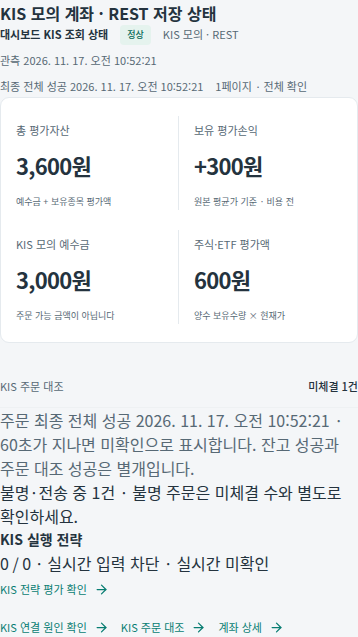 KIS 모의 계좌 · REST 저장 상태
대시보드 KIS 조회 상태 정상 KIS 모의 · REST
관측 2026. 11. 17. 오전 10:52:21
최종 전체 성공 2026. 11. 17. 오전 10:52:21 1페이지 · 전체 확인
총 평가자산
3,600원
예수금 + 보유종목 평가액
보유 평가손익
+300원
원본 평균가 기준 · 비용 전
KIS 모의 예수금
3,000원
주문 가능 금액이 아닙니다
주식·ETF 평가액
600원
양수 보유수량 × 현재가
KIS 주문 대조 미체결 1건
주문 최종 전체 성공 2026. 11. 17. 오전 10:52:21 ·
60초가 지나면 미확인으로 표시합니다. 잔고 성공과
주문 대조 성공은 별개입니다.
불명·전송 중 1건 · 불명 주문은 미체결 수와 별도로
확인하세요.
KIS 실행 전략
0 / 0 · 실시간 입력 차단 · 실시간 미확인
KIS 전략 평가 확인 →
KIS 연결 원인 확인 → KIS 주문 대조 → 계좌 상세 →